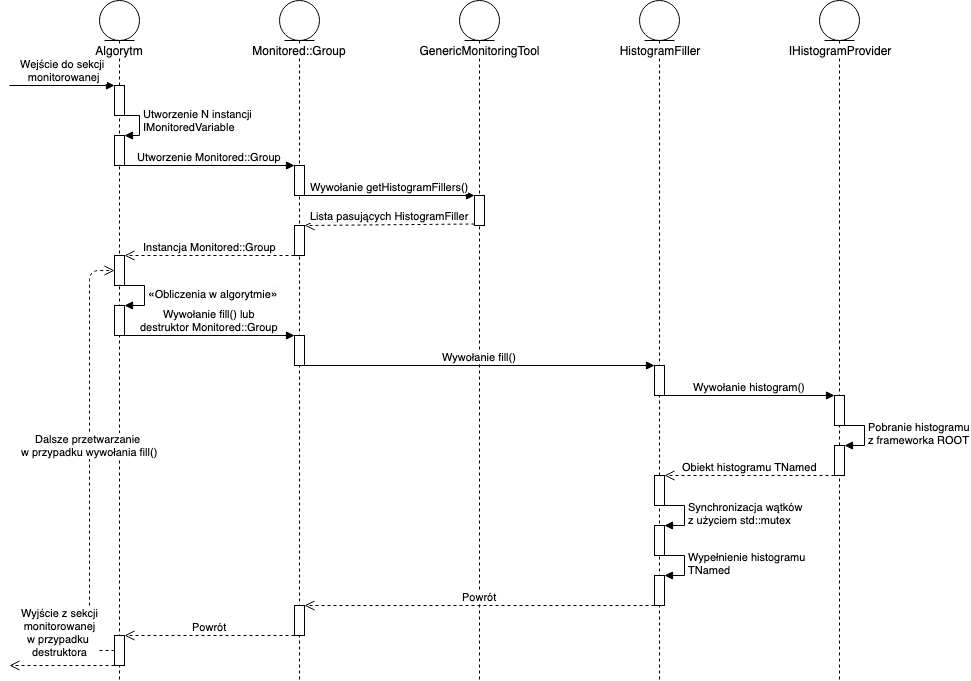 Algorytm
Monitored::Group
GenericMonitoringTool
HistogramFiller
IHistogramProvider
Wejście do sekcji
monitorowanej
Utworzenie N instancji
IMonitoredVariable
Utworzenie Monitored::Group
Wywołanie getHistogramFillers()
Lista pasujących HistogramFiller
Instancja Monitored::Group
«Obliczenia w algorytmie»
Wywołanie fill() lub
destruktor Monitored::Group
Wywołanie fill()
Wywołanie histogram()
Pobranie histogramu
z frameworka ROOT
Dalsze przetwarzanie
w przypadku wywołania fill()
Obiekt histogramu TNamed
Synchronizacja wątków
z użyciem std::mutex
Wypełnienie histogramu
TNamed
Powrót
Wyjście z sekcji
monitorowanej
w przypadku
destruktora
Powrót